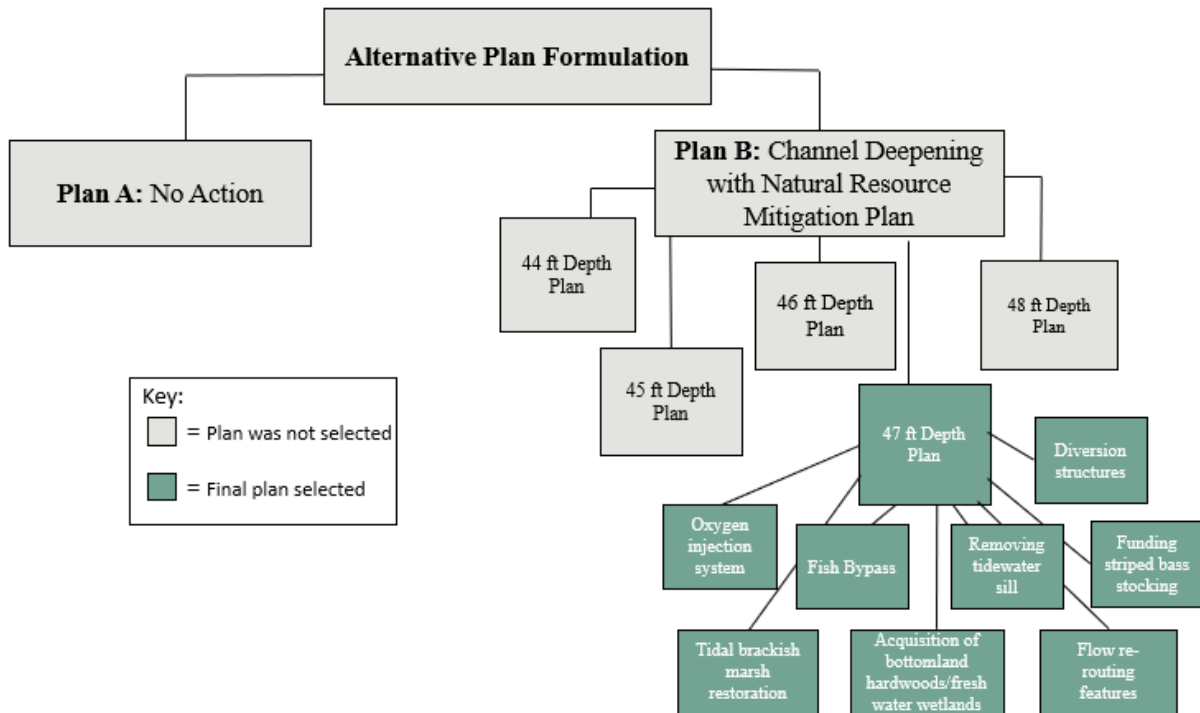 Alternative Plan Formulation
Plan A: No Action
Plan B: Channel Deepening
with Natural Resource
Mitigation Plan
44 ft Depth
Plan
45 ft Depth
Plan
46 ft Depth
Plan
48 ft Depth
Plan
Key:
= Plan was not selected
= Final plan selected
47 ft Depth
Plan
Diversion
structures
Oxygen
injection
system
Fish Bypass
Removing
tidewater
sill
Funding
striped bass
stocking
Tidal brackish
marsh
restoration
Acquisition of
bottomland
hardwoods/fresh
water wetlands
Flow re-
routing
features